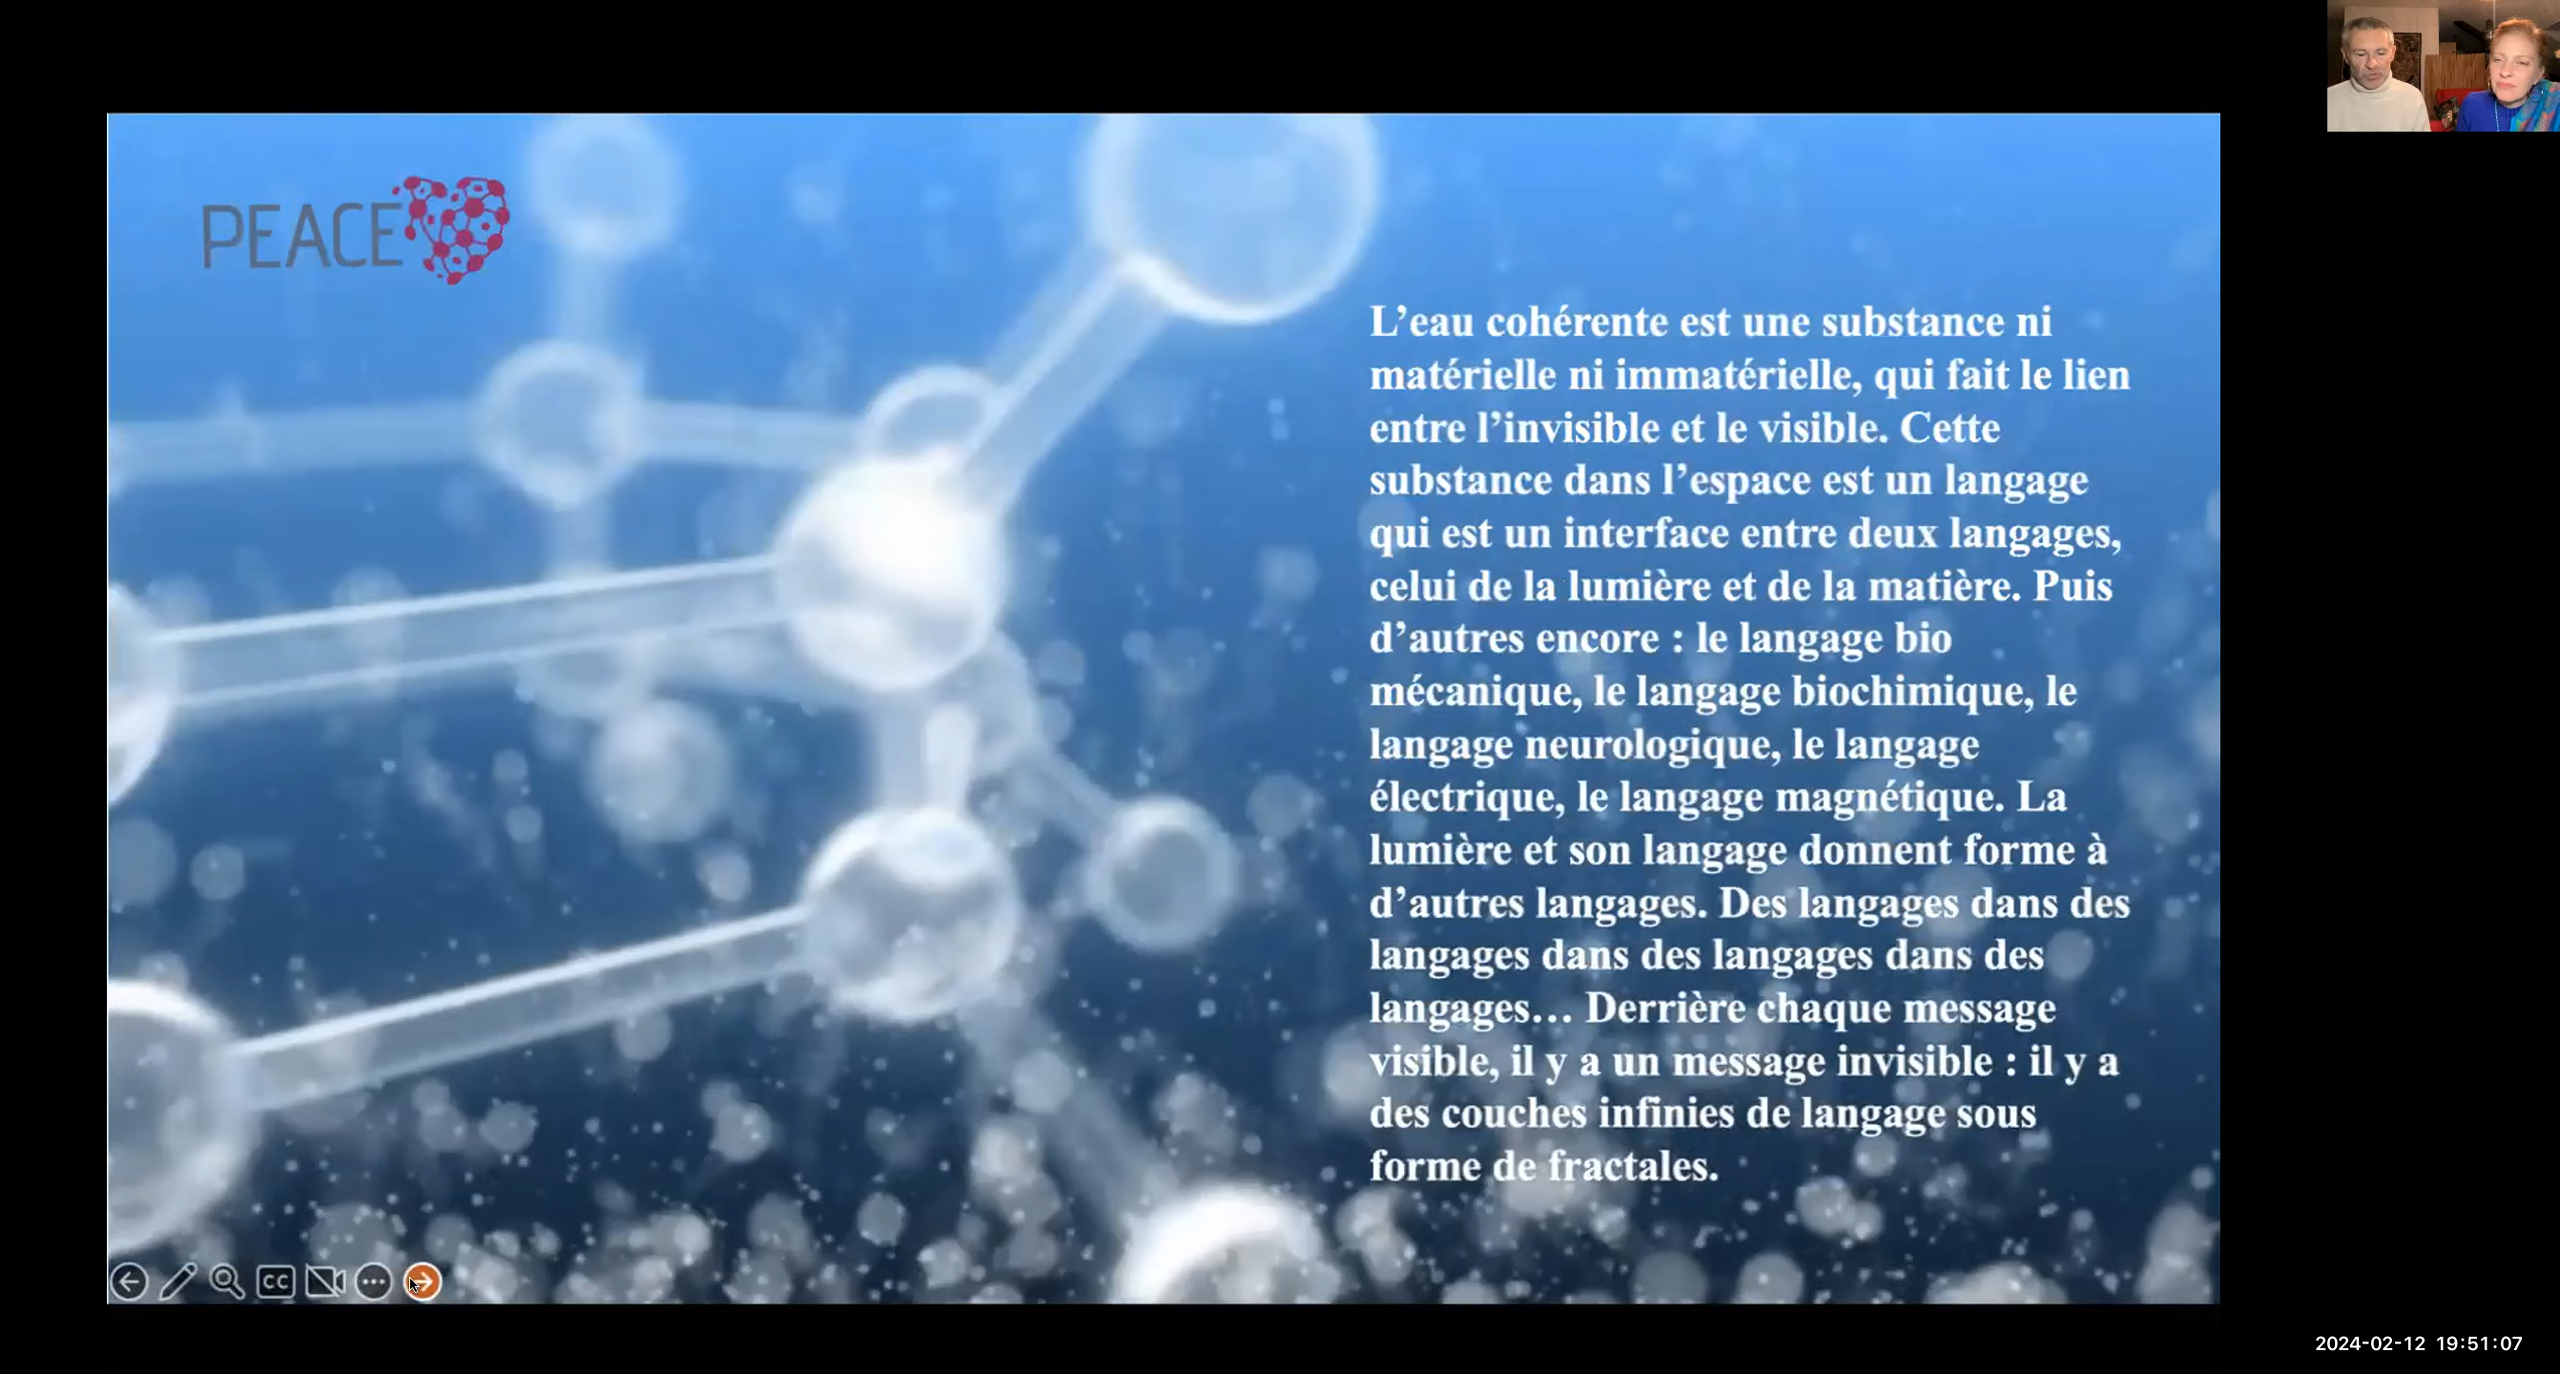 PEACE
L’eau cohérente est une substance ni
matérielle ni immatérielle, qui fait le lien
entre l’invisible et le visible. Cette
substance dans l’espace est un langage
qui est un interface entre deux langages,
celui de la lumière et de la matière. Puis
d’autres encore : le langage bio
mécanique, le langage biochimique, le
langage neurologique, le langage
électrique, le langage magnétique. La
lumière et son langage donnent forme à
d’autres langages. Des langages dans des
langages dans des langages dans des
langages… Derrière chaque message
visible, il y a un message invisible : il y a
des couches infinies de langage sous
forme de fractales.
CC
2024-02-12 19:51:07